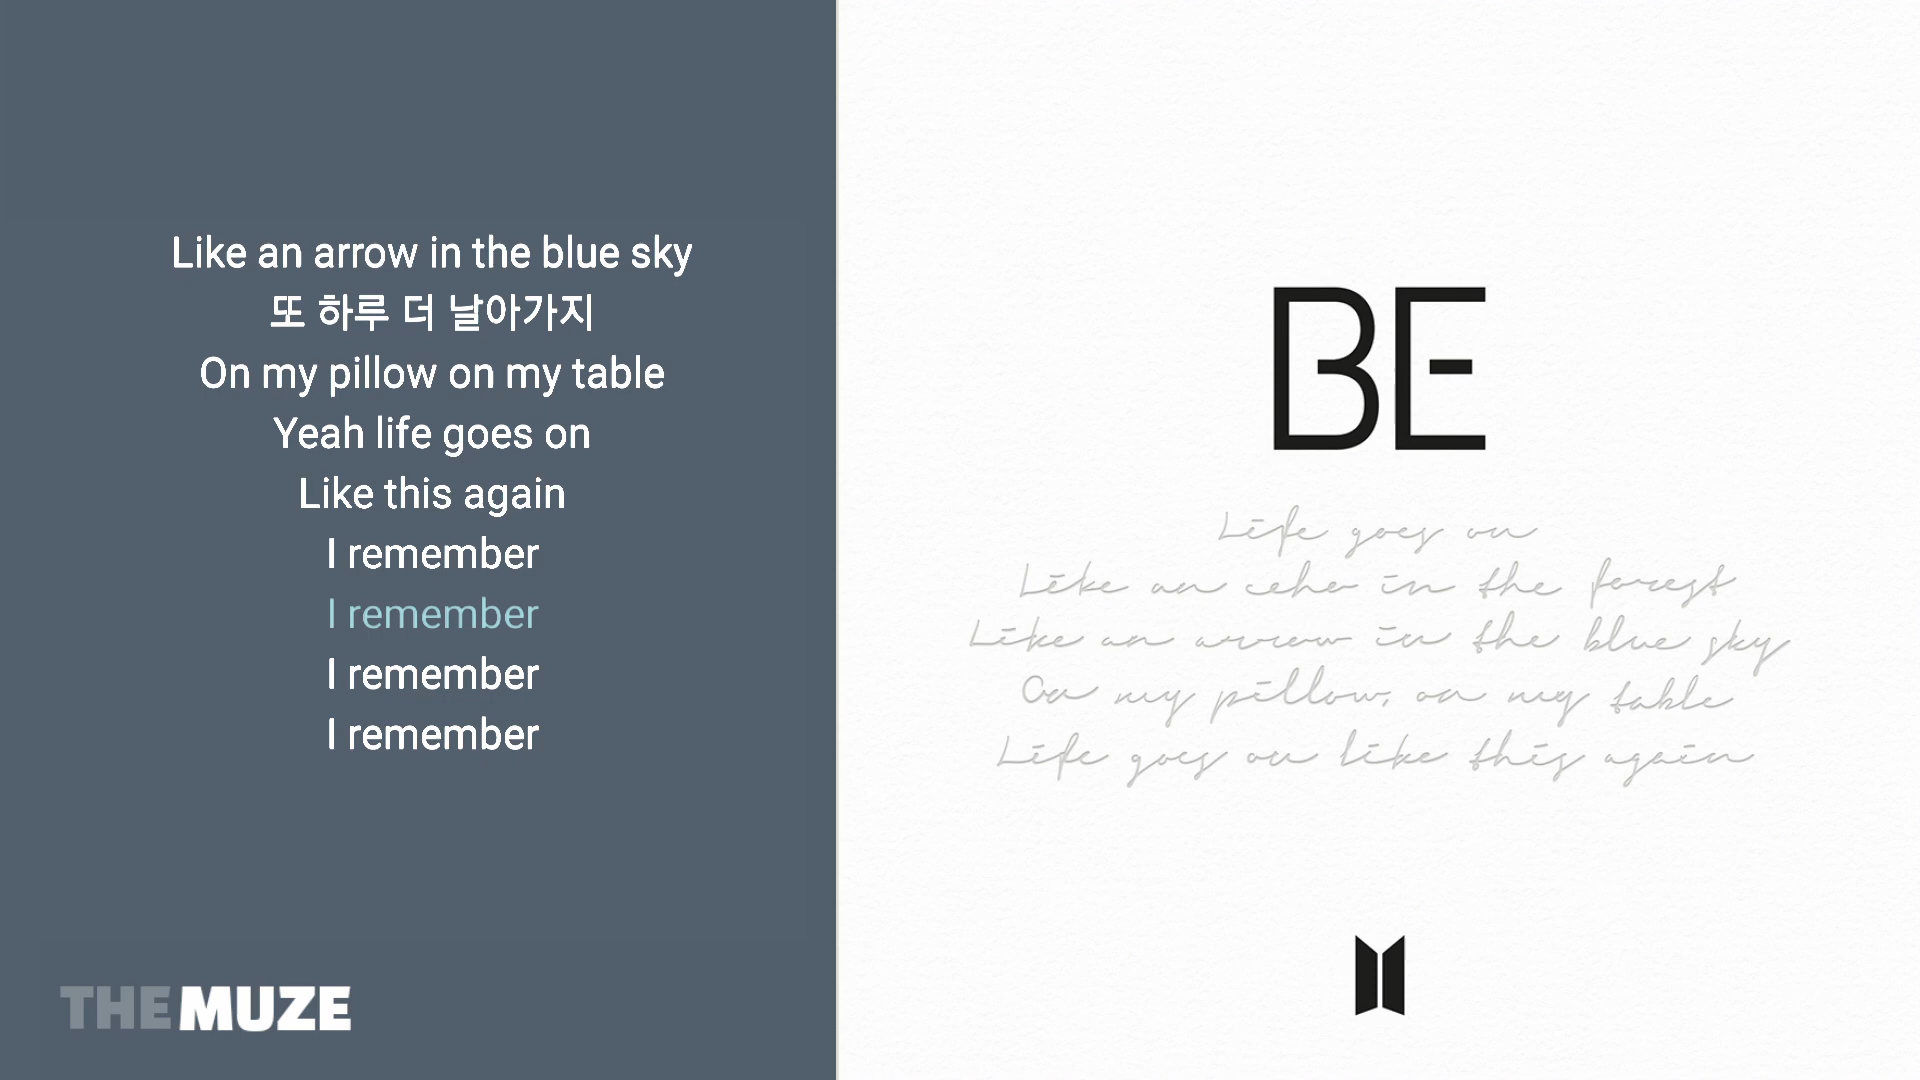 Like an arrow in the blue sky
또 하루 더 날아가지
On my pillow on my table
Yeah life goes on
Like this again
I remember
I remember
I remember
I remember
THE MUZE
BE
Life goes on
Like an echo in the forest
Like an arrow in the blue sky
On my pillow, on my table
Life goes on like this again